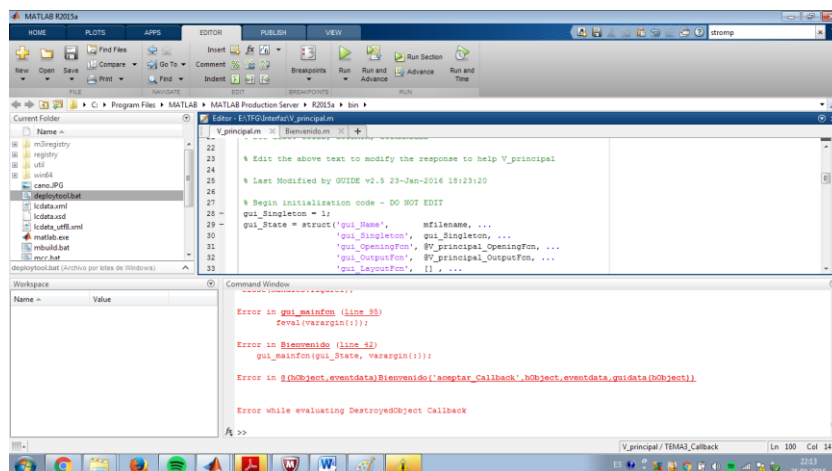 MATLAB R2015a
HOME PLOTS APPS EDITOR PUBLISH VIEW
stromp
New Open Save
Find Files
Compare
Print
Go To
Find
Insert fx
Comment
Indent
Breakpoints
Run
Run and Advance
Run Section
Advance
Run and Time
FILE NAVIGATE EDIT BREAKPOINTS RUN
C: Program Files MATLAB MATLAB Production Server R2015a bin
Current Folder
Name
m3iregistry
registry
util
win64
cano.JPG
deploytool.bat
lcdata.xml
lcdata.xsd
lcdata_utf8.xml
matlab.exe
mbuild.bat
mcc.bat
deploytool.bat (Archivo por lotes de Windows)
Workspace
Name Value
Editor - E:\TFG\Interfaz\V_principal.m
V_principal.m Bienvenido.m +
22
23 % Edit the above text to modify the response to help V_principal
24
25 % Last Modified by GUIDE v2.5 23-Jan-2016 18:23:20
26
27 % Begin initialization code - DO NOT EDIT
28 - gui_Singleton = 1;
29 - gui_State = struct('gui_Name', mfilename, ...
30 'gui_Singleton', gui_Singleton, ...
31 'gui_OpeningFcn', @V_principal_OpeningFcn, ...
32 'gui_OutputFcn', @V_principal_OutputFcn, ...
33 'gui_LayoutFcn', [] , ...
Command Window
Error in gui_mainfcn (line 95)
feval(varargin{:});
Error in Bienvenido (line 42)
gui_mainfcn(gui_State, varargin{:});
Error in @(hObject,eventdata)Bienvenido('aceptar_Callback',hObject,eventdata,guidata(hObject))
Error while evaluating DestroyedObject Callback
fx >>
V_principal / TEMA3_Callback Ln 100 Col 14
ES
22:13